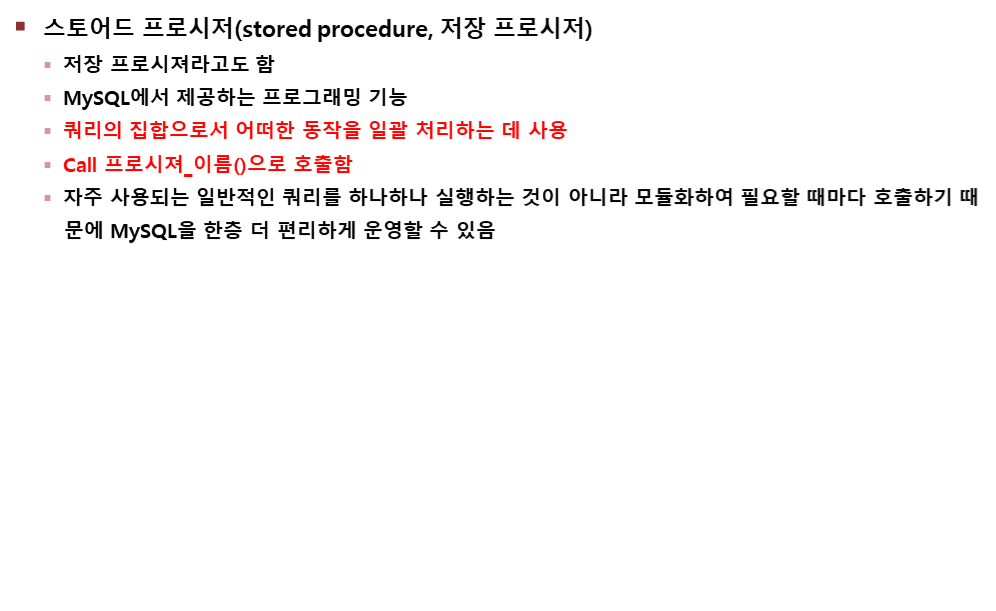 스토어드 프로시저(stored procedure, 저장 프로시저)
저장 프로시져라고도 함
MySQL에서 제공하는 프로그래밍 기능
쿼리의 집합으로서 어떠한 동작을 일괄 처리하는 데 사용
Call 프로시져_이름()으로 호출함
자주 사용되는 일반적인 쿼리를 하나하나 실행하는 것이 아니라 모듈화하여 필요할 때마다 호출하기 때
문에 MySQL을 한층 더 편리하게 운영할 수 있음